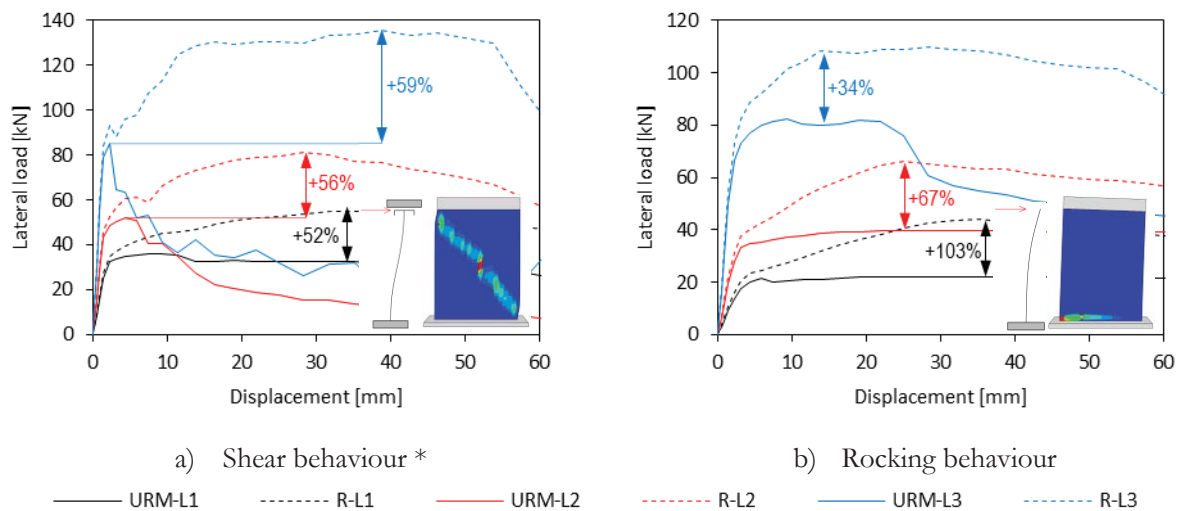 140
120
100
80
60
40
20
0
Lateral load [kN]
+59%
+56%
+52%
0 10 20 30 40 50 60
Displacement [mm]
a) Shear behaviour *
120
100
80
60
40
20
0
Lateral load [kN]
+34%
+67%
+103%
0 10 20 30 40 50 60
Displacement [mm]
b) Rocking behaviour
URM-L1 R-L1 URM-L2 R-L2 URM-L3 R-L3